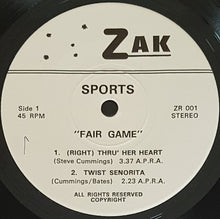 ZAK
SPORTS
Side 1 ZR 001
45 RPM STEREO
"FAIR GAME"
1. (RIGHT) THRU' HER HEART
(Steve Cummings) 3.37 A.P.R.A.
2. TWIST SENORITA
(Cummings/Bates) 2.23 A.P.R.A.
ALL RIGHTS RESERVED
COPYRIGHT